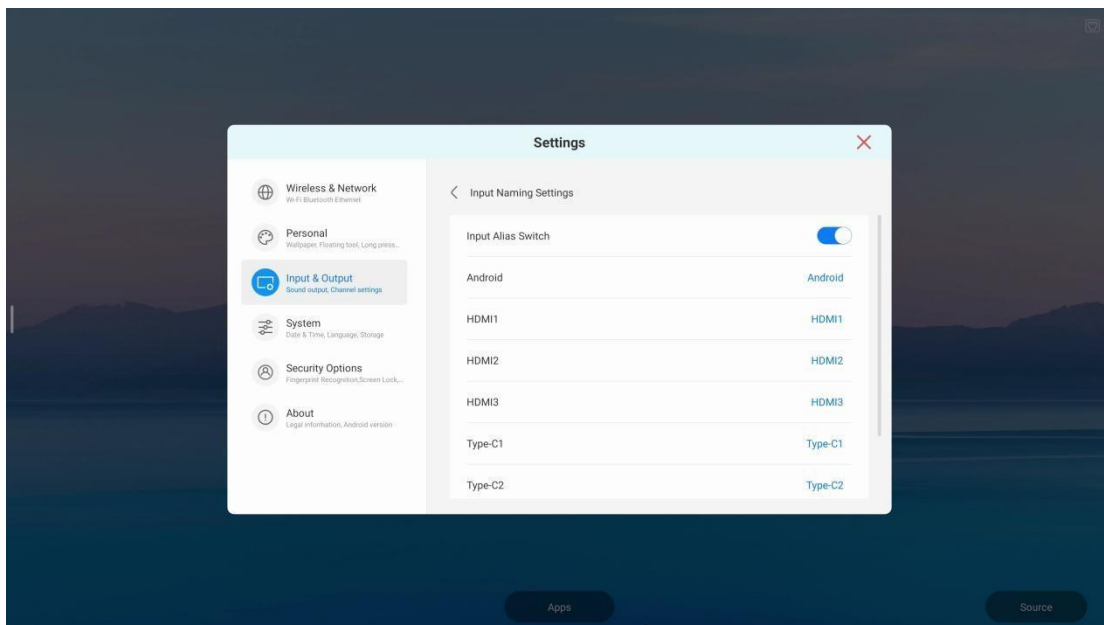 Settings
Wireless & Network
Wi-Fi Bluetooth Ethernet
Personal
Wallpaper, Floating tool, Long press...
Input & Output
Sound output, Channel settings
System
Date & Time, Language, Storage
Security Options
Fingerprint Recognition,Screen Lock,...
About
Legal information, Android version
Input Naming Settings
Input Alias Switch
Android Android
HDMI1 HDMI1
HDMI2 HDMI2
HDMI3 HDMI3
Type-C1 Type-C1
Type-C2 Type-C2
Apps
Source